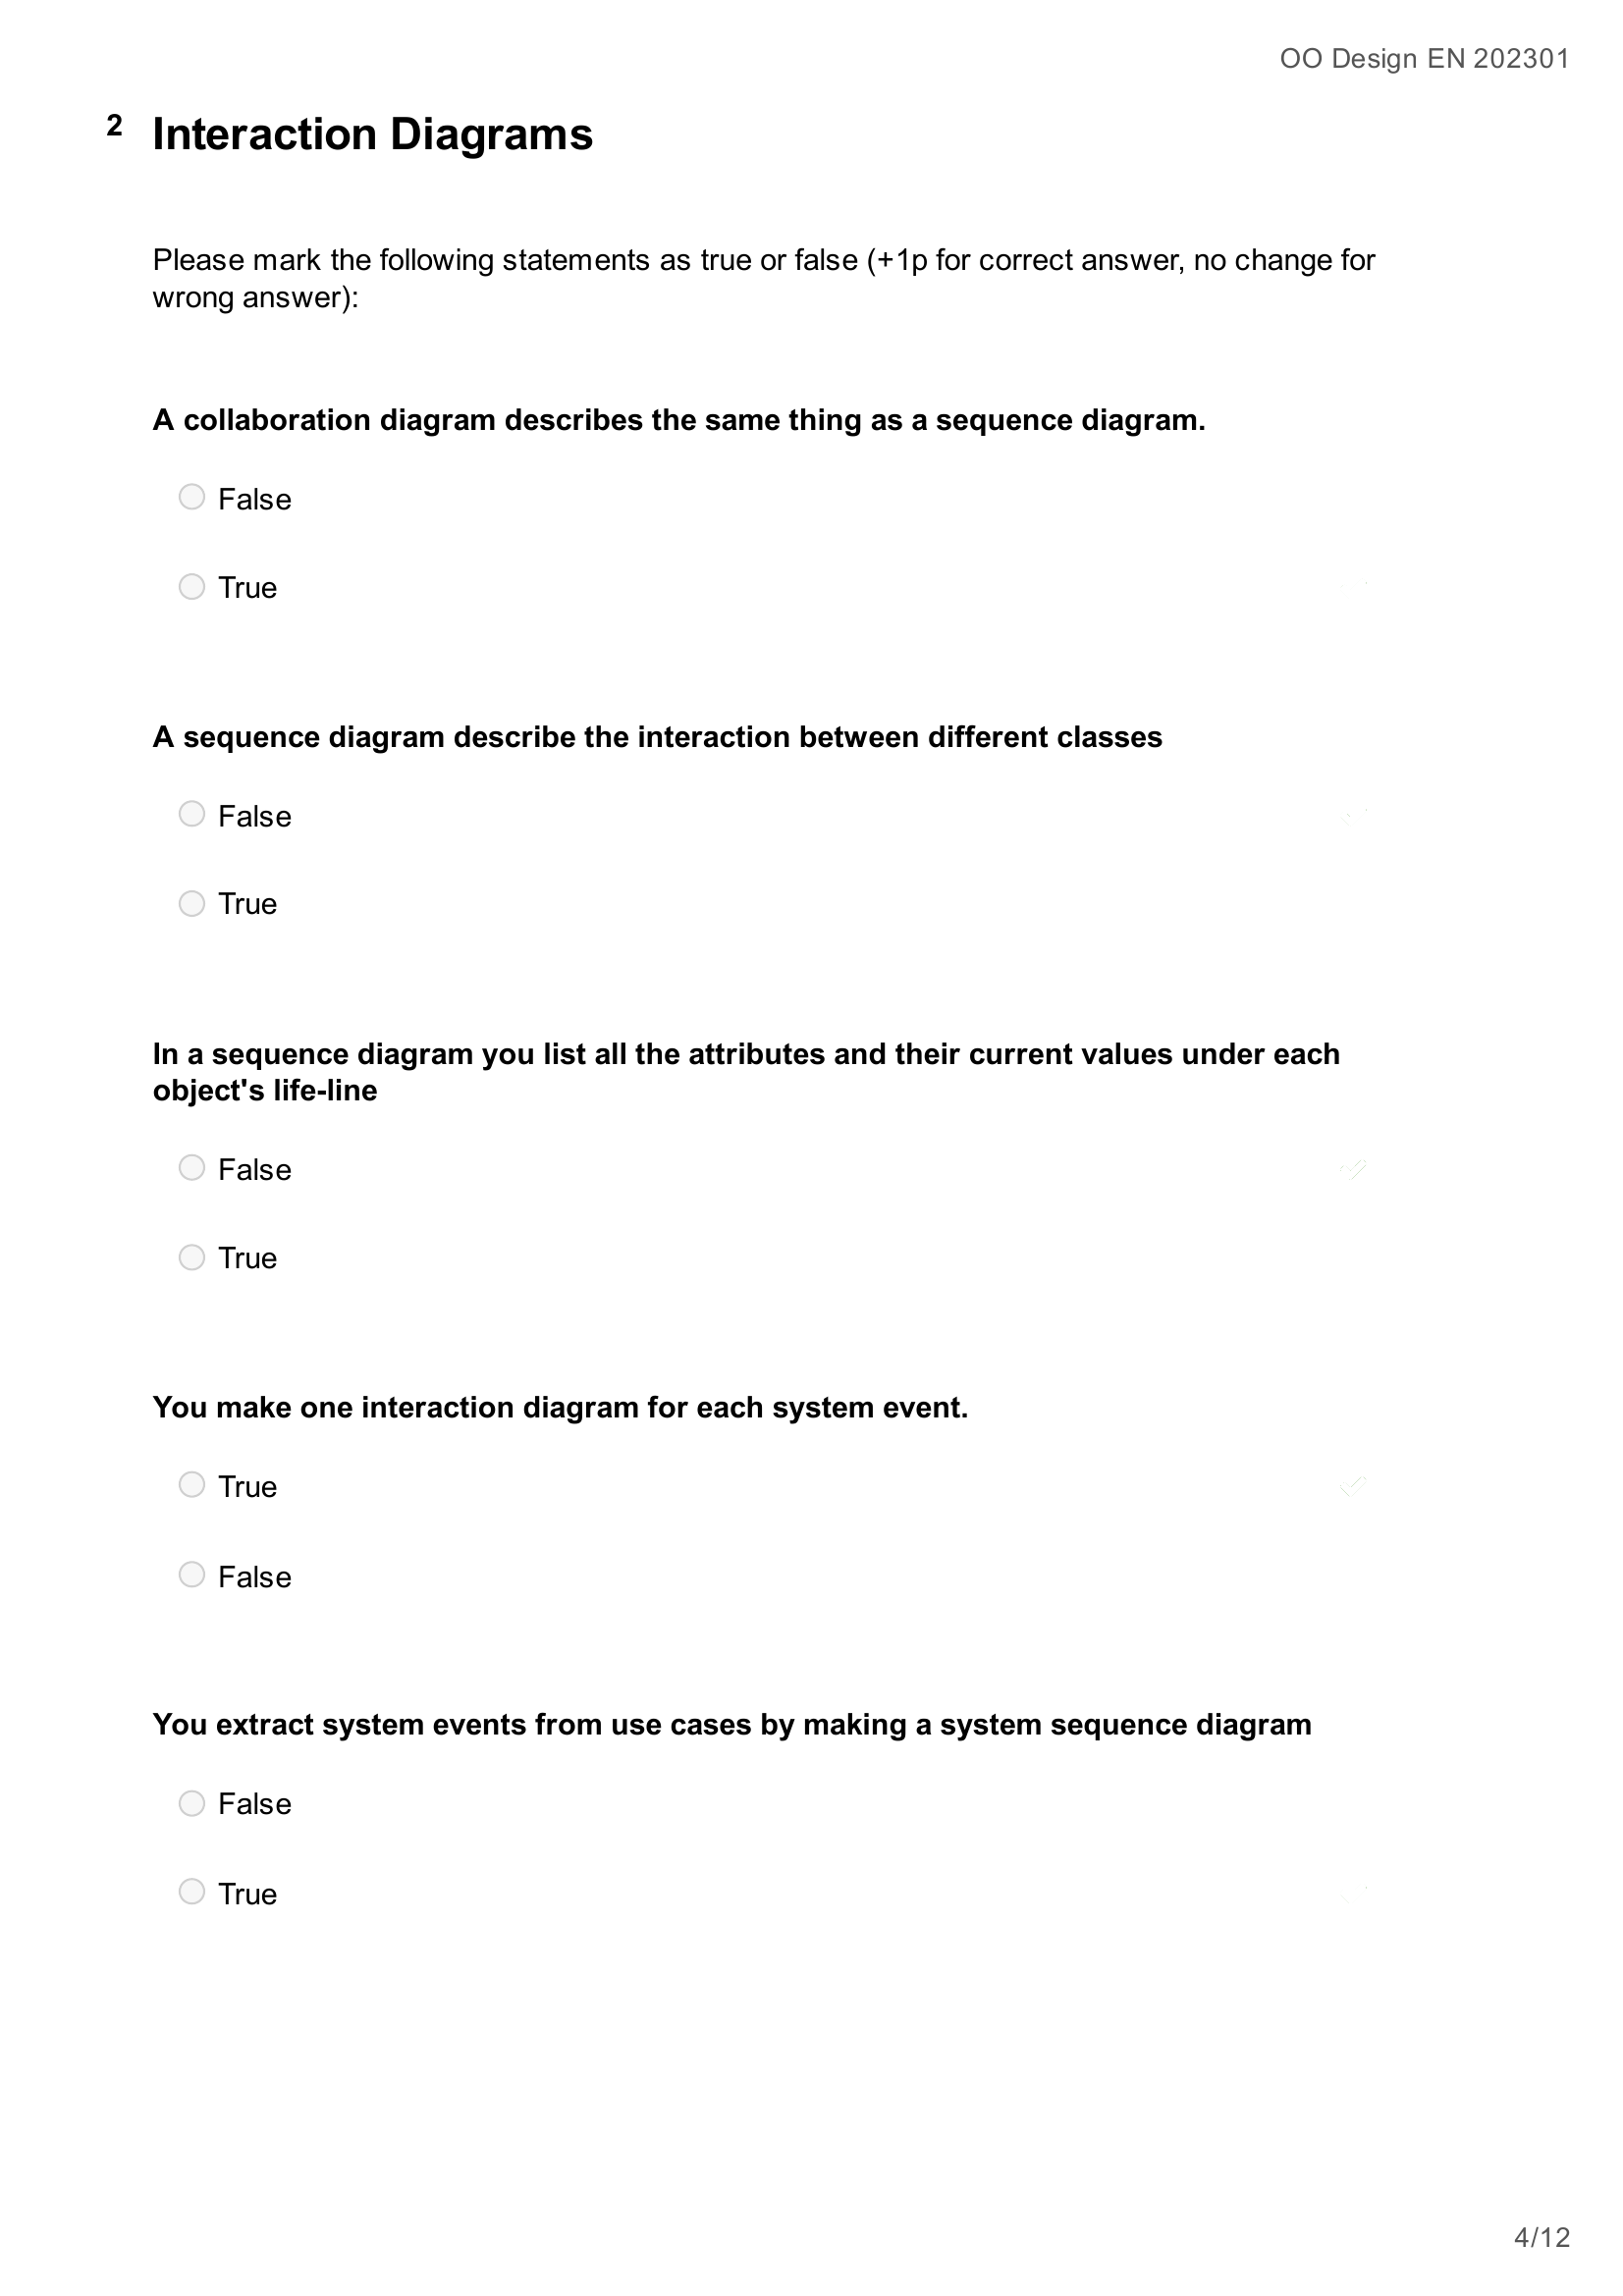 OO Design EN 202301
2 Interaction Diagrams
Please mark the following statements as true or false (+1p for correct answer, no change for
wrong answer):
A collaboration diagram describes the same thing as a sequence diagram.
False
True
A sequence diagram describe the interaction between different classes
False
True
In a sequence diagram you list all the attributes and their current values under each
object's life-line
False
True
You make one interaction diagram for each system event.
True
False
You extract system events from use cases by making a system sequence diagram
False
True
4/12